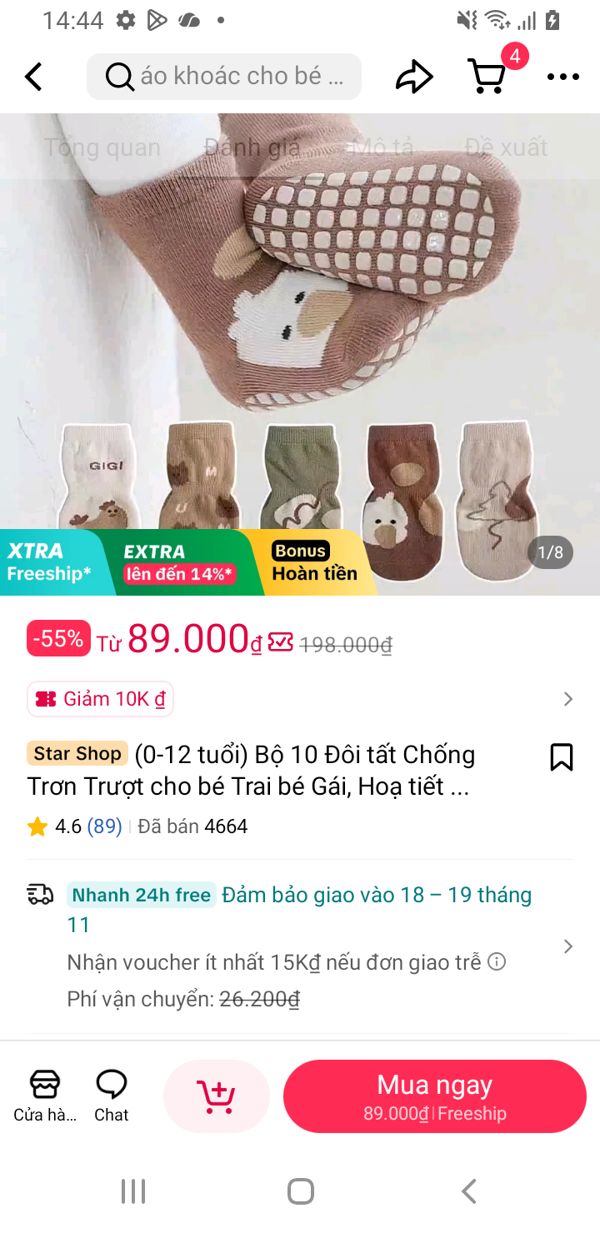 14:44
áo khoác cho bé ...
4
Tổng quan
Đánh giá
Mô tả
Đề xuất
GIGI
M
U
XTRA
Freeship*
EXTRA
lên đến 14%*
Bonus
Hoàn tiền
1/8
-55% Từ 89.000₫ 198.000₫
Giảm 10K ₫
Star Shop (0-12 tuổi) Bộ 10 Đôi tất Chống
Trơn Trượt cho bé Trai bé Gái, Hoạ tiết ...
4.6 (89) Đã bán 4664
Nhanh 24h free Đảm bảo giao vào 18 – 19 tháng
11
Nhận voucher ít nhất 15K₫ nếu đơn giao trễ
Phí vận chuyển: 26.200₫
Cửa hà...
Chat
Mua ngay
89.000₫ | Freeship